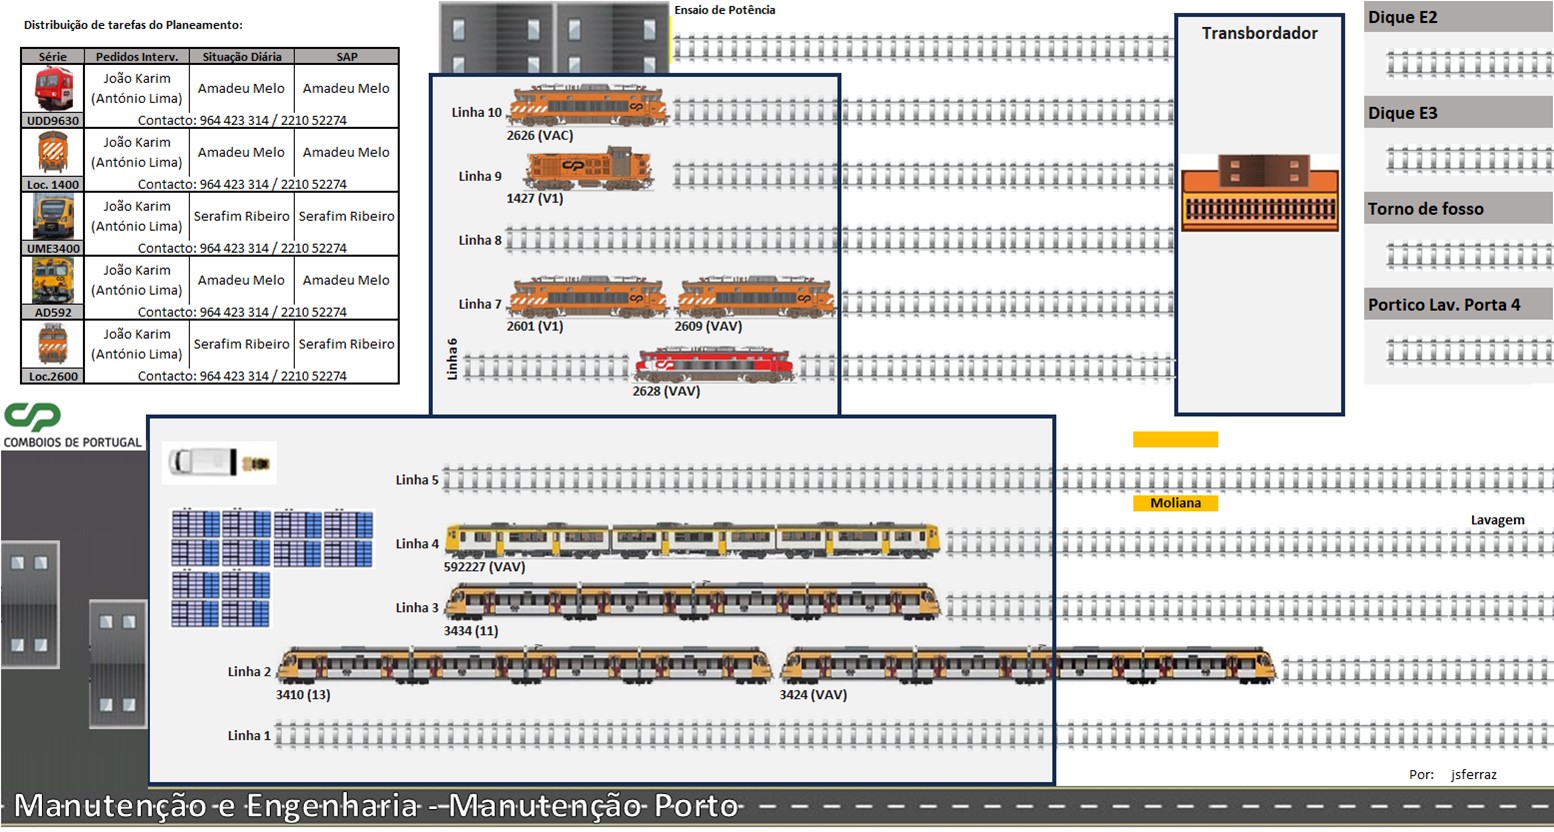 Distribuição de tarefas do Planeamento:
Série Pedidos Interv. Situação Diária SAP
João Karim
(António Lima) Amadeu Melo Amadeu Melo
UDD9630 Contacto: 964 423 314 / 2210 52274
João Karim
(António Lima) Amadeu Melo Amadeu Melo
Loc. 1400 Contacto: 964 423 314 / 2210 52274
João Karim
(António Lima) Serafim Ribeiro Serafim Ribeiro
UME3400 Contacto: 964 423 314 / 2210 52274
João Karim
(António Lima) Amadeu Melo Amadeu Melo
AD592 Contacto: 964 423 314 / 2210 52274
João Karim
(António Lima) Serafim Ribeiro Serafim Ribeiro
Loc.2600 Contacto: 964 423 314 / 2210 52274
CP
COMBOIOS DE PORTUGAL
Ensaio de Potência
Linha 10
2626 (VAC)
Linha 9
1427 (V1)
Linha 8
Linha 7
2601 (V1) 2609 (VAV)
Linha 6
2628 (VAV)
Transbordador
Dique E2
Dique E3
Torno de fosso
Portico Lav. Porta 4
Linha 5
Moliana
Lavagem
Linha 4
592227 (VAV)
Linha 3
3434 (11)
Linha 2
3410 (13) 3424 (VAV)
Linha 1
Por: jsferraz
Manutenção e Engenharia - Manutenção Porto